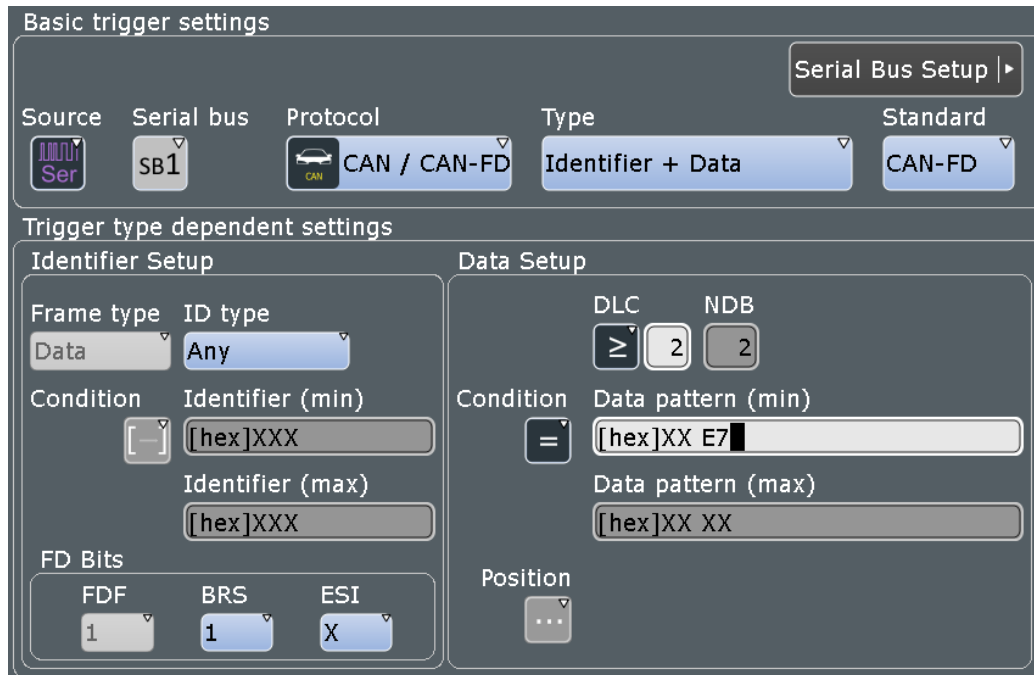 Basic trigger settings
Serial Bus Setup
Source Serial bus Protocol Type Standard
Ser SB1 CAN CAN / CAN-FD Identifier + Data CAN-FD
Trigger type dependent settings
Identifier Setup
Frame type ID type
Data Any
Condition Identifier (min)
[–] [hex]XXX
Identifier (max)
[hex]XXX
FD Bits
FDF BRS ESI
1 1 X
Data Setup
DLC NDB
≥ 2 2
Condition Data pattern (min)
= [hex]XX E7
Data pattern (max)
[hex]XX XX
Position
...